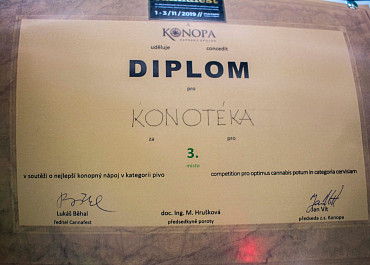 1 - 3 / 11 / 2019
KONOPA
uděluje concedit
DIPLOM
pro
KONOTÉKA
za pro
3.
místo
v soutěži o nejlepší konopný nápoj v kategorii pivo competition pro optimus cannabis potum in categoria cervisiam
Lukáš Běhal doc. Ing. M. Hrušková Jan Vít
ředitel Cannafest předsedkyně poroty předseda z.s. Konopa